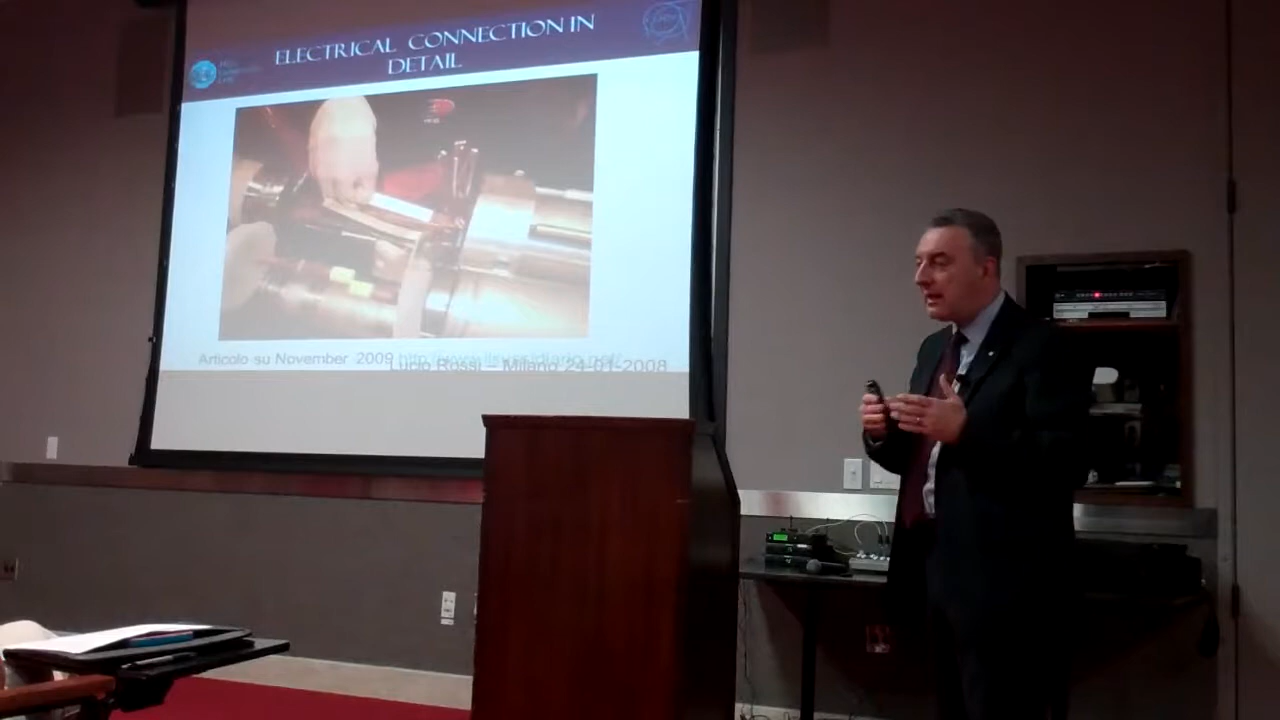 ELECTRICAL CONNECTION IN
DETAIL
Articolo su November 2009
Lucio Rossi – Milano 24-01-2008